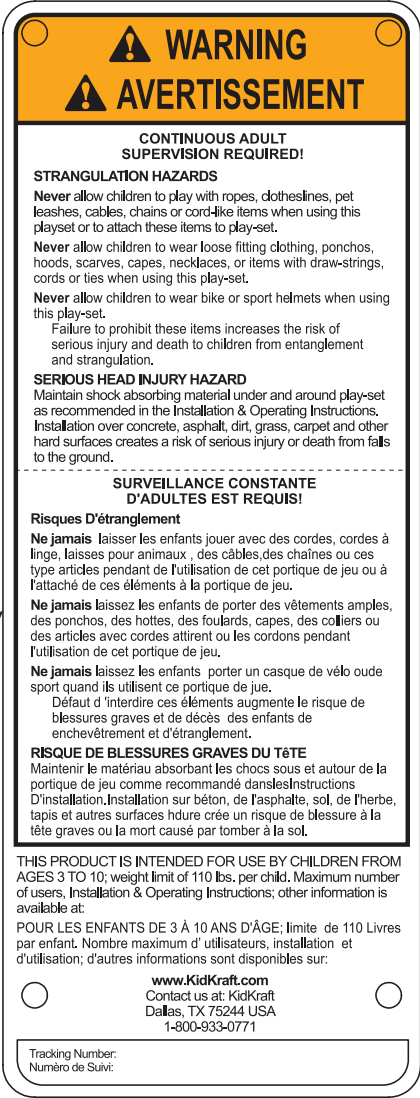 WARNING
AVERTISSEMENT
CONTINUOUS ADULT
SUPERVISION REQUIRED!
STRANGULATION HAZARDS
Never allow children to play with ropes, clotheslines, pet
leashes, cables, chains or cord-like items when using this
playset or to attach these items to play-set.
Never allow children to wear loose fitting clothing, ponchos,
hoods, scarves, capes, necklaces, or items with draw-strings,
cords or ties when using this play-set.
Never allow children to wear bike or sport helmets when using
this play-set.
Failure to prohibit these items increases the risk of
serious injury and death to children from entanglement
and strangulation.
SERIOUS HEAD INJURY HAZARD
Maintain shock absorbing material under and around play-set
as recommended in the Installation & Operating Instructions.
Installation over concrete, asphalt, dirt, grass, carpet and other
hard surfaces creates a risk of serious injury or death from falls
to the ground.
SURVEILLANCE CONSTANTE
D'ADULTES EST REQUIS!
Risques D'étranglement
Ne jamais laisser les enfants jouer avec des cordes, cordes à
linge, laisses pour animaux , des câbles,des chaînes ou ces
type articles pendant de l'utilisation de cet portique de jeu ou à
l'attaché de ces éléments à la portique de jeu.
Ne jamais laissez les enfants de porter des vêtements amples,
des ponchos, des hottes, des foulards, capes, des colliers ou
des articles avec cordes attirent ou les cordons pendant
l'utilisation de cet portique de jeu.
Ne jamais laissez les enfants porter un casque de vélo oude
sport quand ils utilisent ce portique de jue.
Défaut d 'interdire ces éléments augmente le risque de
blessures graves et de décès des enfants de
enchevêtrement et d'étranglement.
RISQUE DE BLESSURES GRAVES DU TêTE
Maintenir le matériau absorbant les chocs sous et autour de la
portique de jeu comme recommandé danslesInstructions
D'installation.Installation sur béton, de l'asphalte, sol, de l'herbe,
tapis et autres surfaces hdure crée un risque de blessure à la
tête graves ou la mort causé par tomber à la sol.
THIS PRODUCT IS INTENDED FOR USE BY CHILDREN FROM
AGES 3 TO 10; weight limit of 110 lbs. per child. Maximum number
of users, Installation & Operating Instructions; other information is
available at:
POUR LES ENFANTS DE 3 À 10 ANS D'ÂGE; limite de 110 Livres
par enfant. Nombre maximum d' utilisateurs, installation et
d'utilisation; d'autres informations sont disponibles sur:
www.KidKraft.com
Contact us at: KidKraft
Dallas, TX 75244 USA
1-800-933-0771
Tracking Number:
Numèro de Suivi: